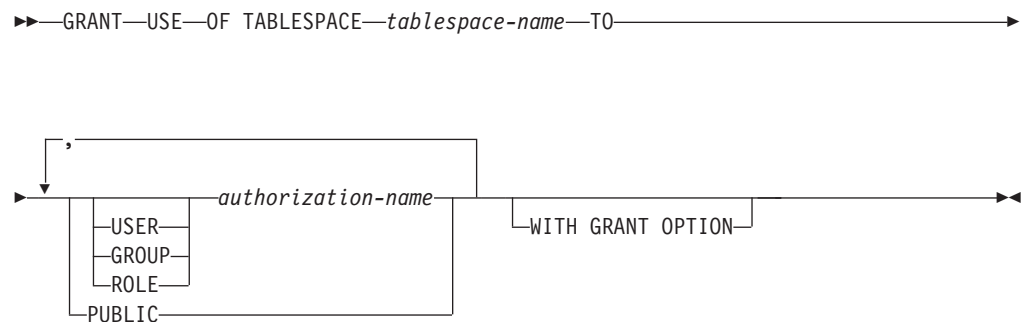 GRANT USE OF TABLESPACE tablespace-name TO
,
authorization-name
USER
GROUP
ROLE
PUBLIC
WITH GRANT OPTION